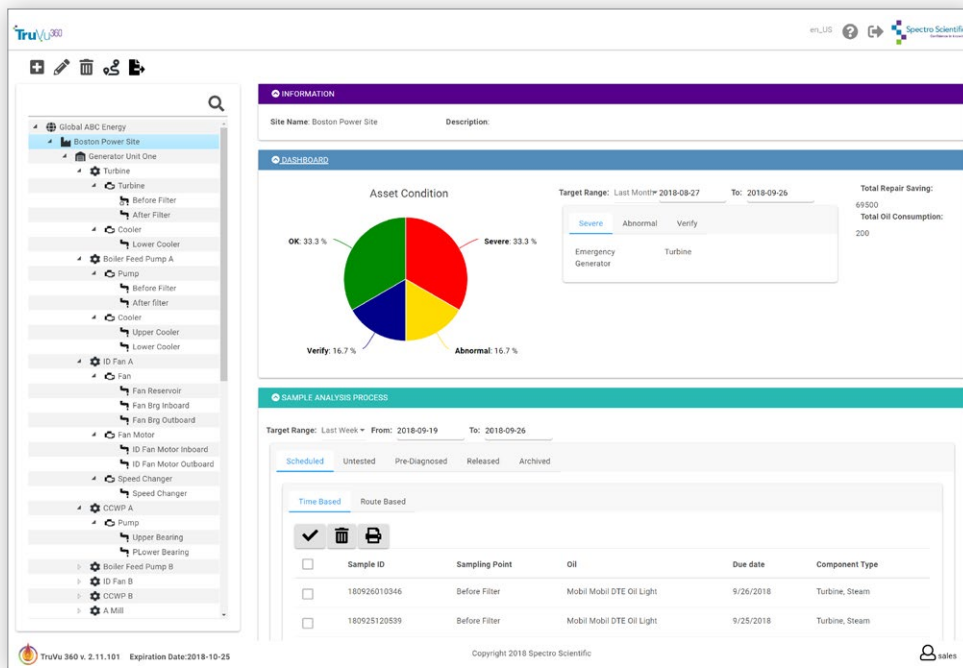 TruVu 360
en_US
Spectro Scientific
INFORMATION
Site Name: Boston Power Site Description:
Global ABC Energy
Boston Power Site
Generator Unit One
Turbine
Turbine
Before Filter
After Filter
Cooler
Lower Cooler
Boiler Feed Pump A
Pump
Before Filter
After filter
Cooler
Upper Cooler
Lower Cooler
ID Fan A
Fan
Fan Reservoir
Fan Brg Inboard
Fan Brg Outboard
Fan Motor
ID Fan Motor Inboard
ID Fan Motor Outboard
Speed Changer
Speed Changer
CCWP A
Pump
Upper Bearing
PLower Bearing
Boiler Feed Pump B
ID Fan B
CCWP B
A Mill
DASHBOARD
Asset Condition
OK: 33.3 %
Severe: 33.3 %
Verify: 16.7 %
Abnormal: 16.7 %
Target Range: Last Month 2018-08-27 To: 2018-09-26
Severe Abnormal Verify
Emergency Turbine
Generator
Total Repair Saving:
69500
Total Oil Consumption:
200
SAMPLE ANALYSIS PROCESS
Target Range: Last Week From: 2018-09-19 To: 2018-09-26
Scheduled Untested Pre-Diagnosed Released Archived
Time Based Route Based
Sample ID Sampling Point Oil Due date Component Type
180926010346 Before Filter Mobil Mobil DTE Oil Light 9/26/2018 Turbine, Steam
180925120539 Before Filter Mobil Mobil DTE Oil Light 9/25/2018 Turbine, Steam
TruVu 360 v. 2.11.101 Expiration Date:2018-10-25
Copyright 2018 Spectro Scientific
sales